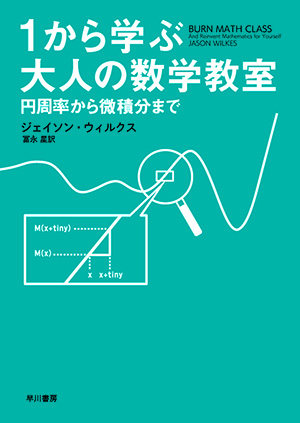 1から学ぶ
BURN MATH CLASS
And Reinvent Mathematics for Yourself
JASON WILKES
大人の数学教室
円周率から微積分まで
ジェイソン・ウィルクス
冨永 星訳
M(x+tiny)
M(x)
x x+tiny
早川書房